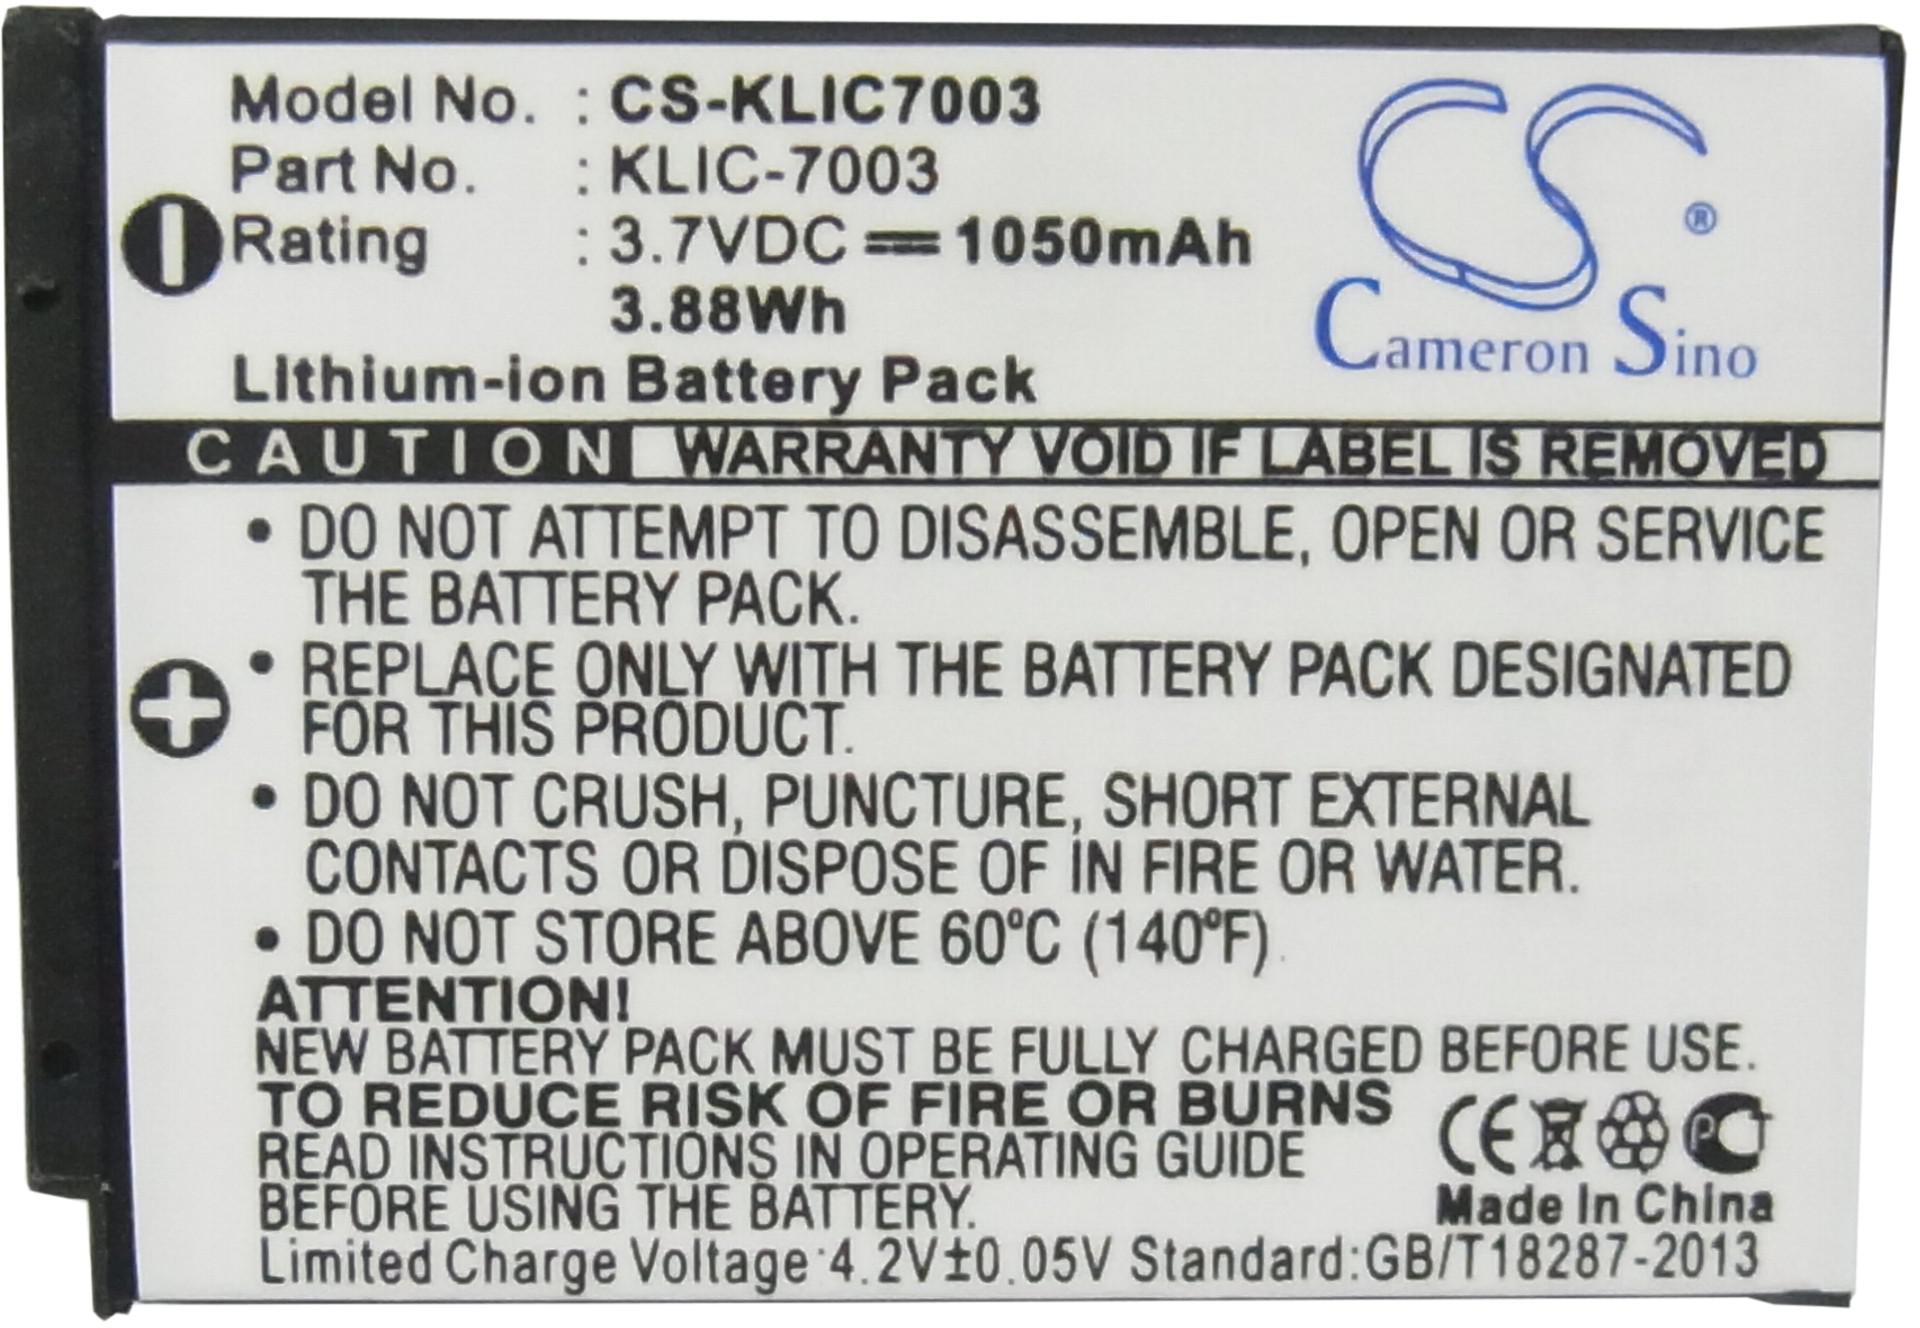 Model No. : CS-KLIC7003
Part No. : KLIC-7003
Rating : 3.7VDC 1050mAh
3.88Wh
Lithium-ion Battery Pack
CS ®
Cameron Sino
CAUTION WARRANTY VOID IF LABEL IS REMOVED
• DO NOT ATTEMPT TO DISASSEMBLE, OPEN OR SERVICE
THE BATTERY PACK.
• REPLACE ONLY WITH THE BATTERY PACK DESIGNATED
FOR THIS PRODUCT.
• DO NOT CRUSH, PUNCTURE, SHORT EXTERNAL
CONTACTS OR DISPOSE OF IN FIRE OR WATER.
• DO NOT STORE ABOVE 60ºC (140ºF).
ATTENTION!
NEW BATTERY PACK MUST BE FULLY CHARGED BEFORE USE.
TO REDUCE RISK OF FIRE OR BURNS
READ INSTRUCTIONS IN OPERATING GUIDE
BEFORE USING THE BATTERY.
CE PC
Made In China
Limited Charge Voltage:4.2V±0.05V Standard:GB/T18287-2013